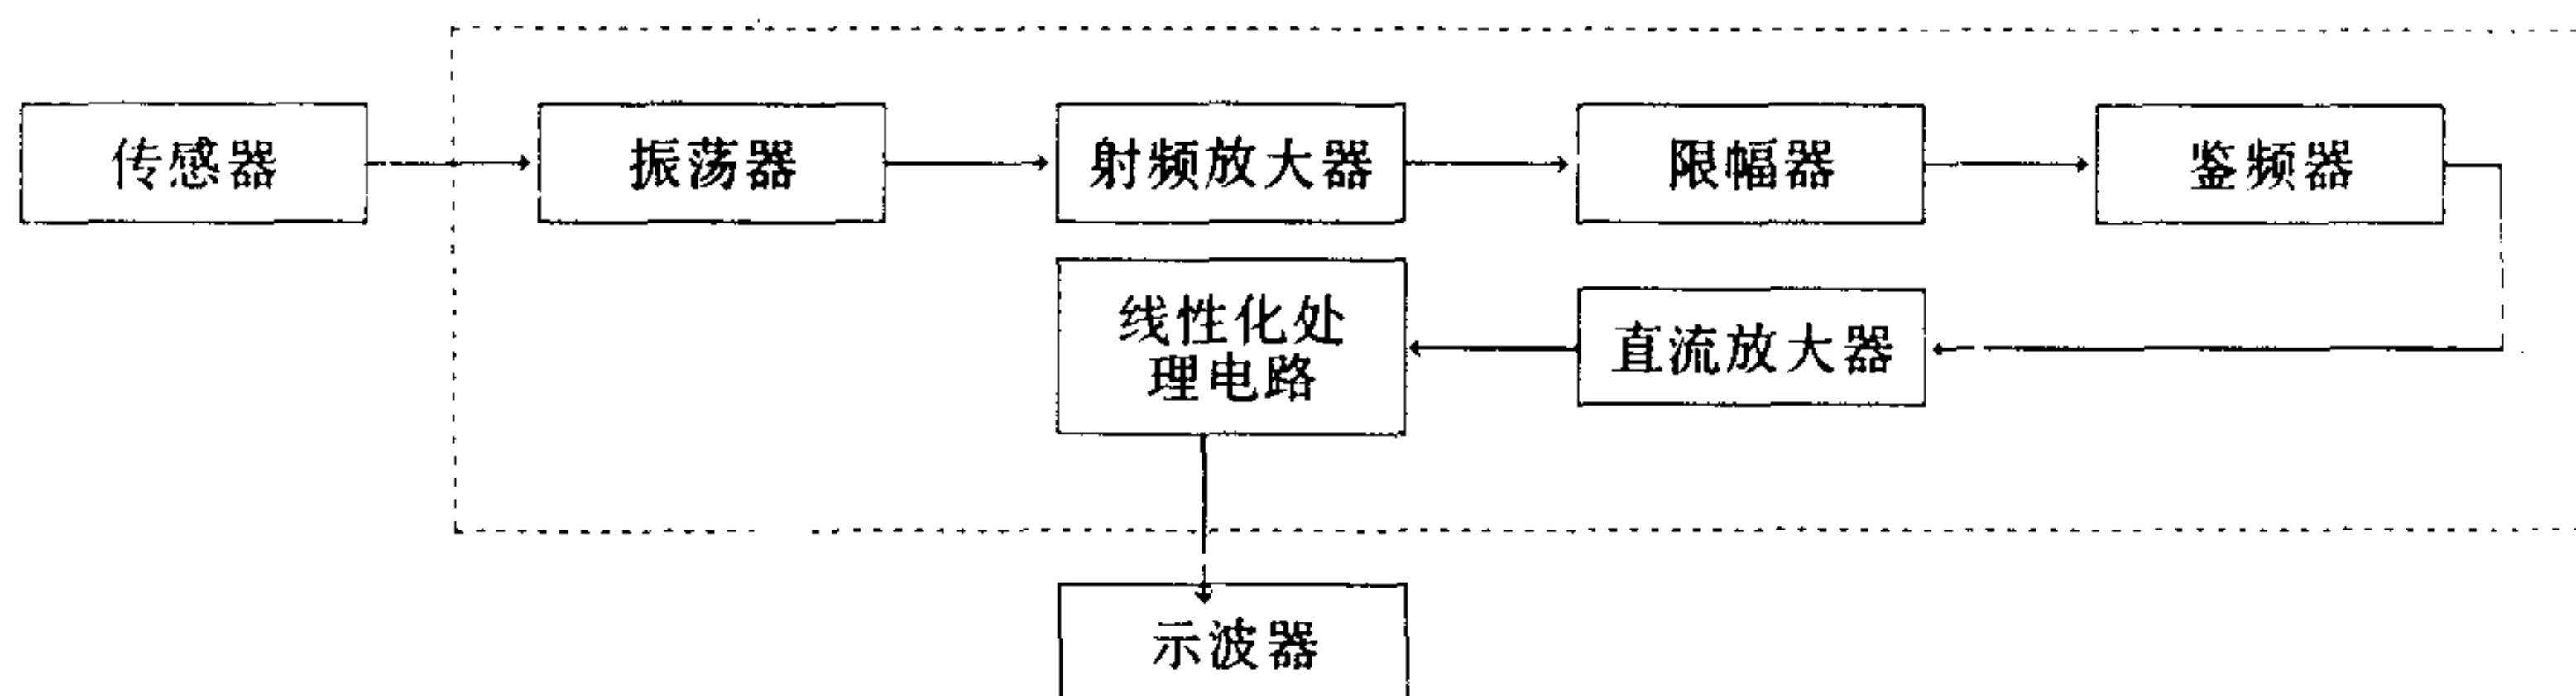 传感器
振荡器
射频放大器
限幅器
鉴频器
线性化处
理电路
直流放大器
示波器